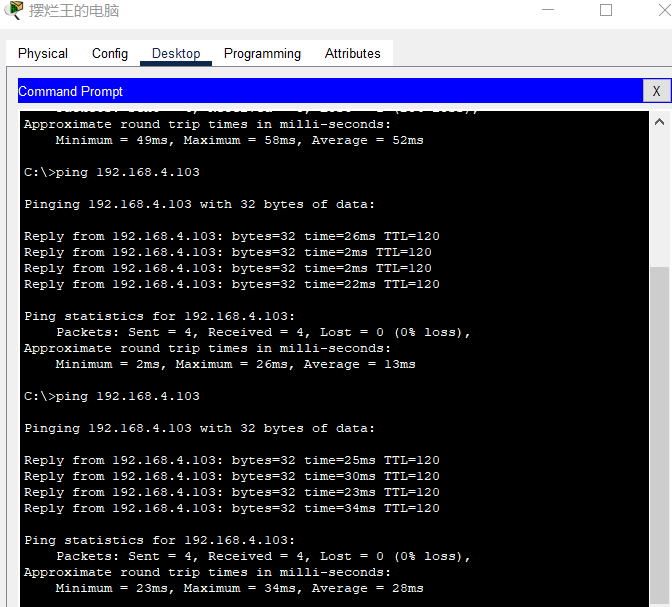 摆烂王的电脑
Physical Config Desktop Programming Attributes
Command Prompt
X
Approximate round trip times in milli-seconds:
Minimum = 49ms, Maximum = 58ms, Average = 52ms
C:\>ping 192.168.4.103
Pinging 192.168.4.103 with 32 bytes of data:
Reply from 192.168.4.103: bytes=32 time=26ms TTL=120
Reply from 192.168.4.103: bytes=32 time=2ms TTL=120
Reply from 192.168.4.103: bytes=32 time=2ms TTL=120
Reply from 192.168.4.103: bytes=32 time=22ms TTL=120
Ping statistics for 192.168.4.103:
Packets: Sent = 4, Received = 4, Lost = 0 (0% loss),
Approximate round trip times in milli-seconds:
Minimum = 2ms, Maximum = 26ms, Average = 13ms
C:\>ping 192.168.4.103
Pinging 192.168.4.103 with 32 bytes of data:
Reply from 192.168.4.103: bytes=32 time=25ms TTL=120
Reply from 192.168.4.103: bytes=32 time=30ms TTL=120
Reply from 192.168.4.103: bytes=32 time=23ms TTL=120
Reply from 192.168.4.103: bytes=32 time=34ms TTL=120
Ping statistics for 192.168.4.103:
Packets: Sent = 4, Received = 4, Lost = 0 (0% loss),
Approximate round trip times in milli-seconds:
Minimum = 23ms, Maximum = 34ms, Average = 28ms